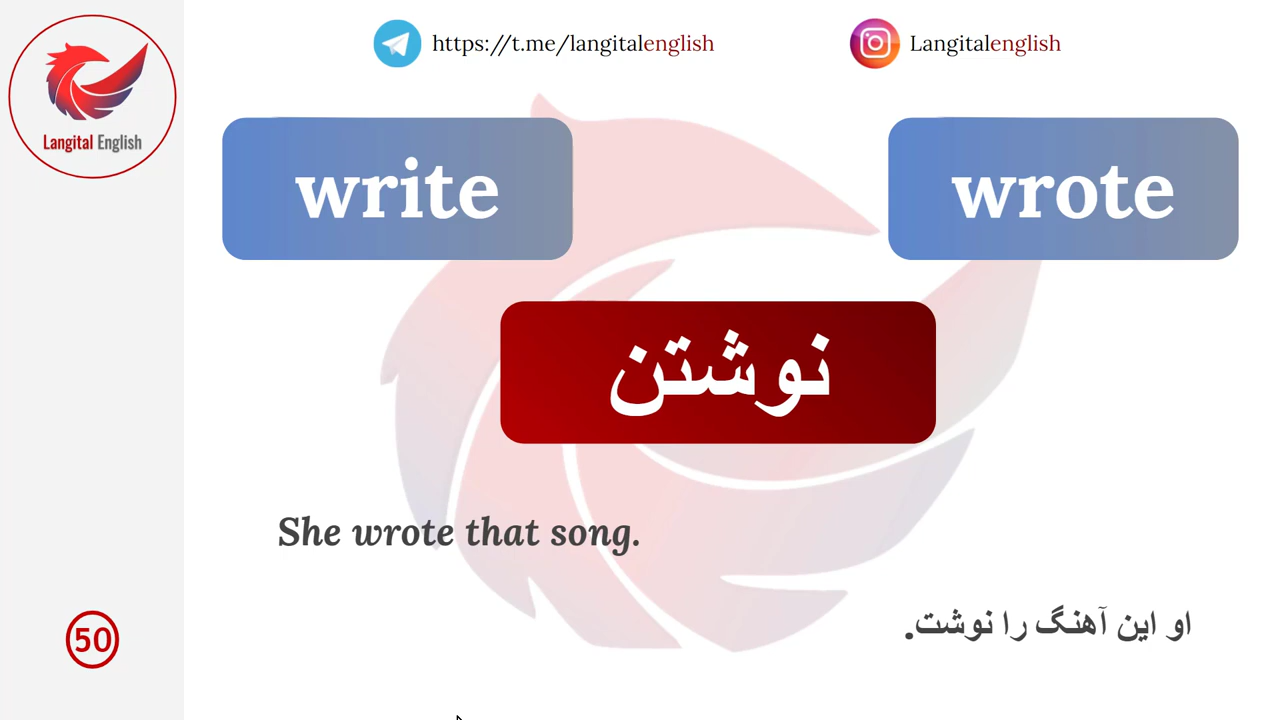 Langital English
https://t.me/langitalenglish
Langitalenglish
write
wrote
نوشتن
She wrote that song.
او این آهنگ را نوشت.
50